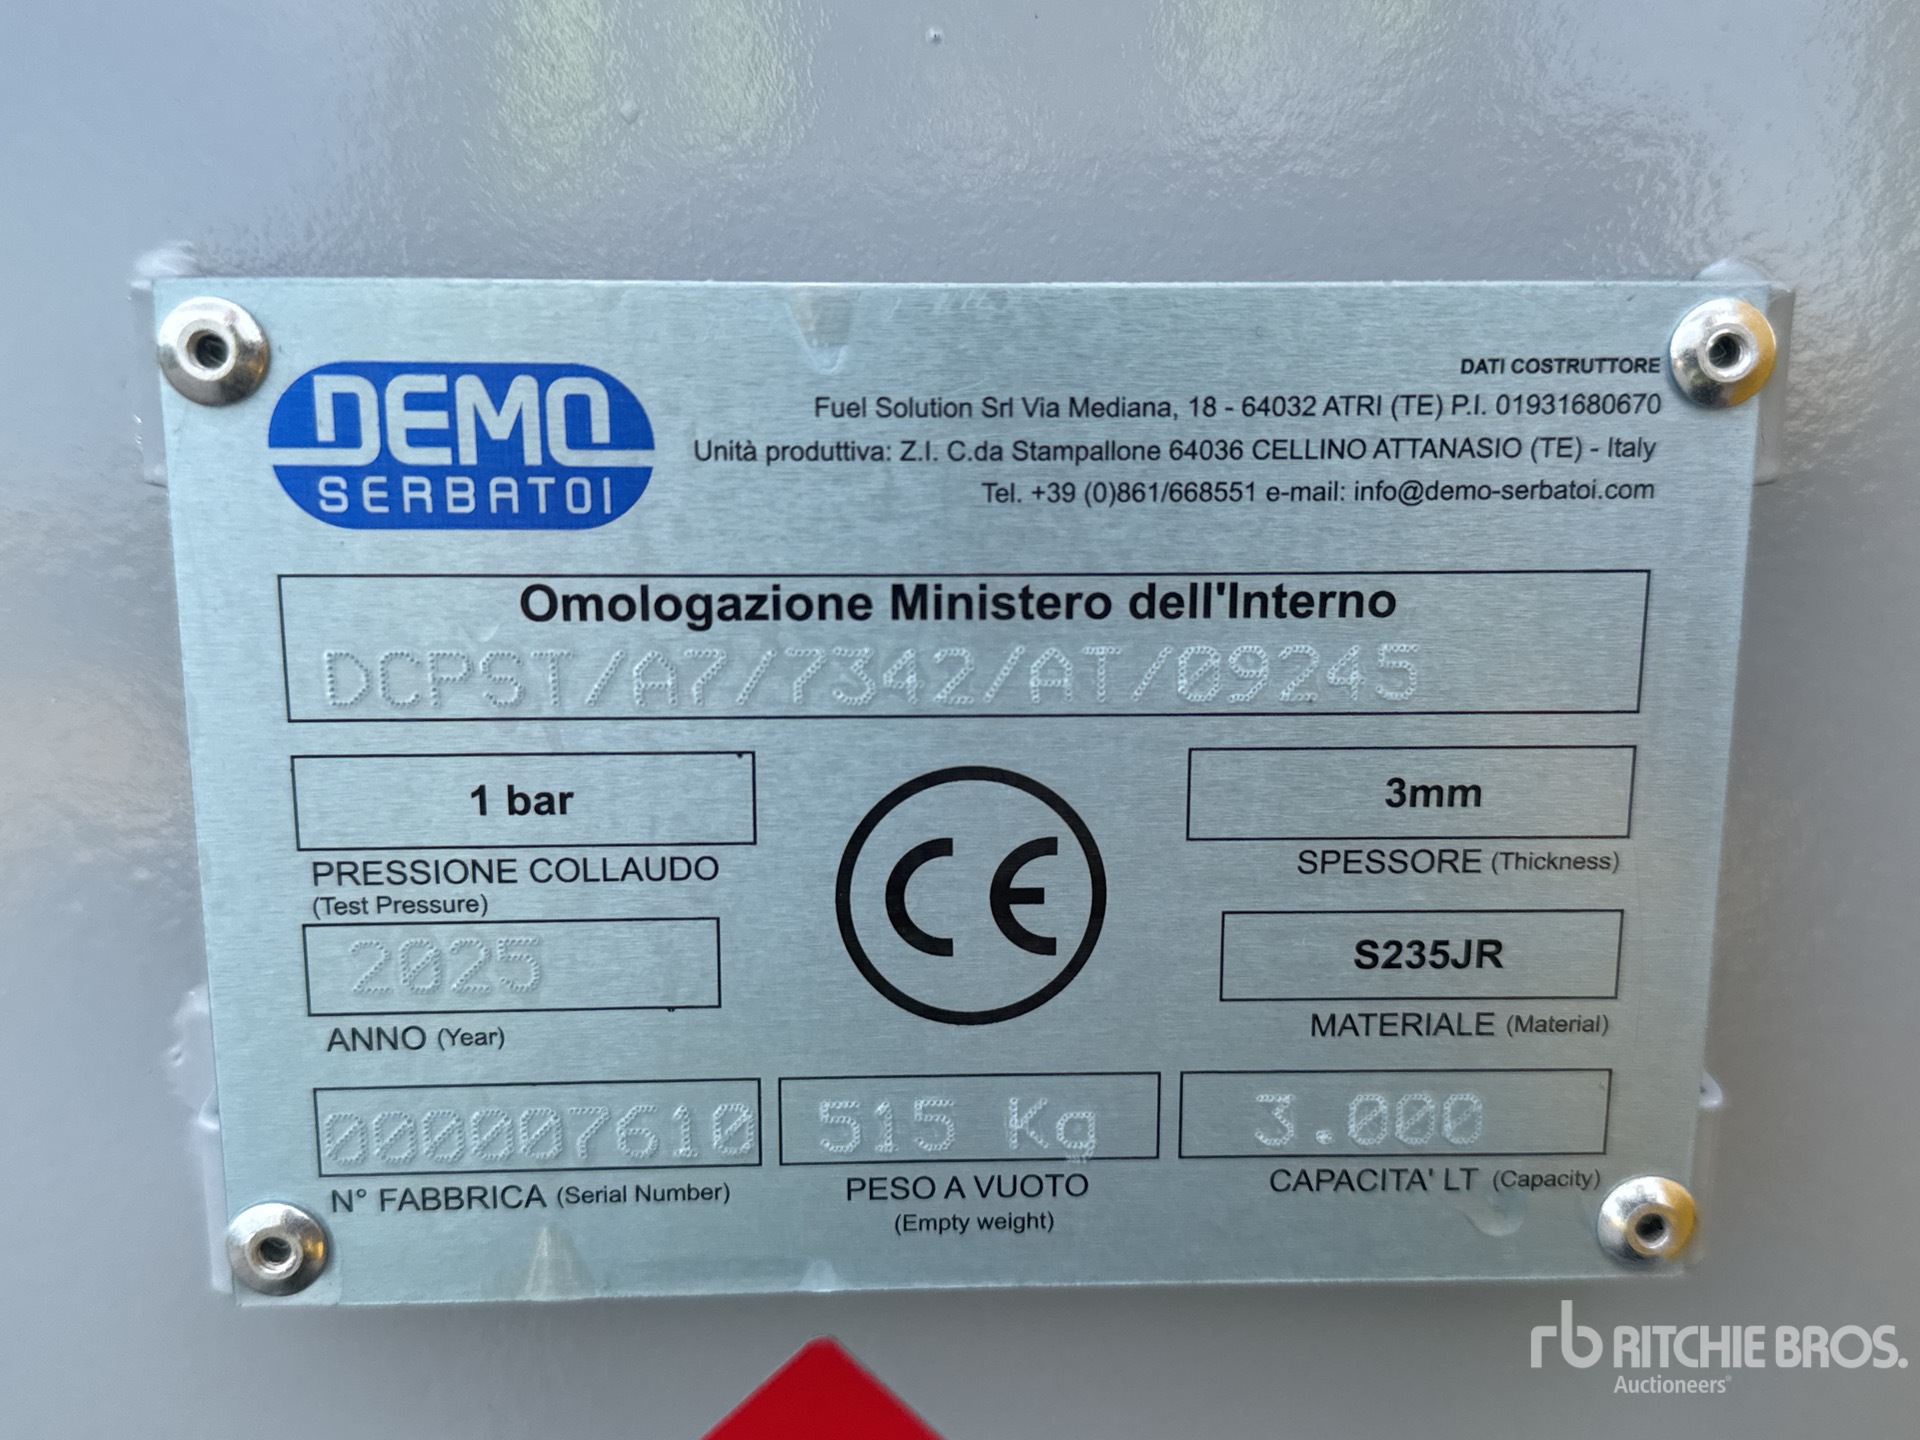 DEMO
SERBATOI
DATI COSTRUTTORE
Fuel Solution Srl Via Mediana, 18 - 64032 ATRI (TE) P.I. 01931680670
Unità produttiva: Z.I. C.da Stampallone 64036 CELLINO ATTANASIO (TE) - Italy
Tel. +39 (0)861/668551 e-mail: info@demo-serbatoi.com
Omologazione Ministero dell'Interno
DCPST/A7/7342/AT/09245
1 bar
PRESSIONE COLLAUDO
(Test Pressure)
2025
ANNO (Year)
CE
3mm
SPESSORE (Thickness)
S235JR
MATERIALE (Material)
000007610
N° FABBRICA (Serial Number)
515 Kg
PESO A VUOTO
(Empty weight)
3.000
CAPACITA' LT (Capacity)
rb RITCHIE BROS.
Auctioneers